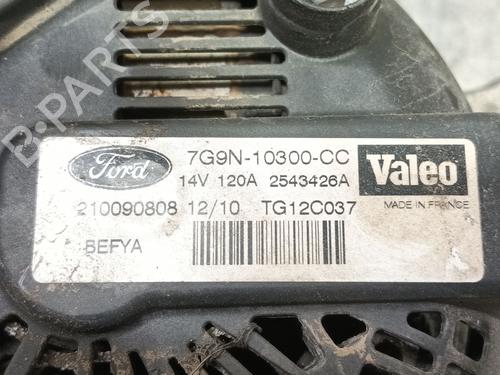 Ford
7G9N-10300-CC
Valeo
14V 120A 2543426A
MADE IN FRANCE
210090808 12/10 TG12C037
BEFYA
B-PARTS